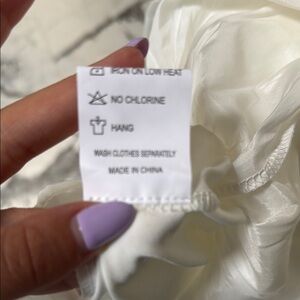 IRON ON LOW HEAT
NO CHLORINE
HANG
WASH CLOTHES SEPARATELY
MADE IN CHINA